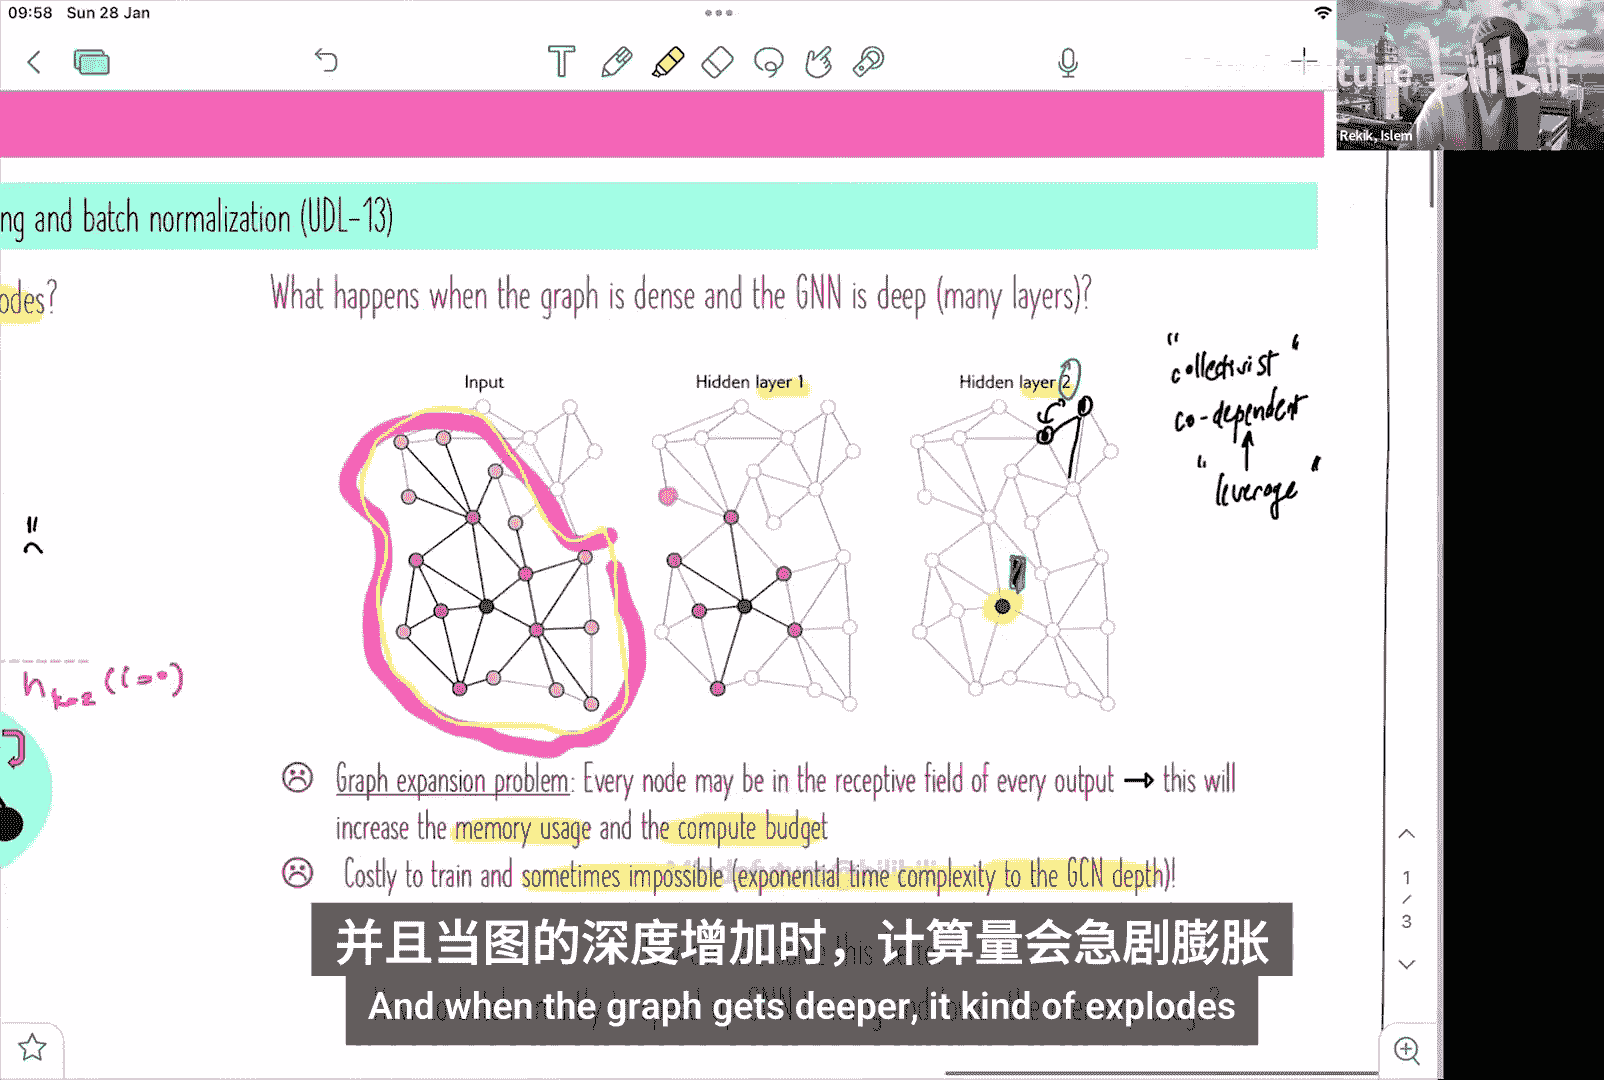 09:58 Sun 28 Jan
ture bilibili
Rekik, Islem
ng and batch normalization (UDL-13)
odes?
What happens when the graph is dense and the GNN is deep (many layers)?
"collectivist"
co-dependent
"leverage"
Input
Hidden layer 1
Hidden layer 2
Graph expansion problem: Every node may be in the receptive field of every output → this will
increase the memory usage and the compute budget
Costly to train and sometimes impossible (exponential time complexity to the GCN depth)!
1
/
3
并且当图的深度增加时，计算量会急剧膨胀
And when the graph gets deeper, it kind of explodes